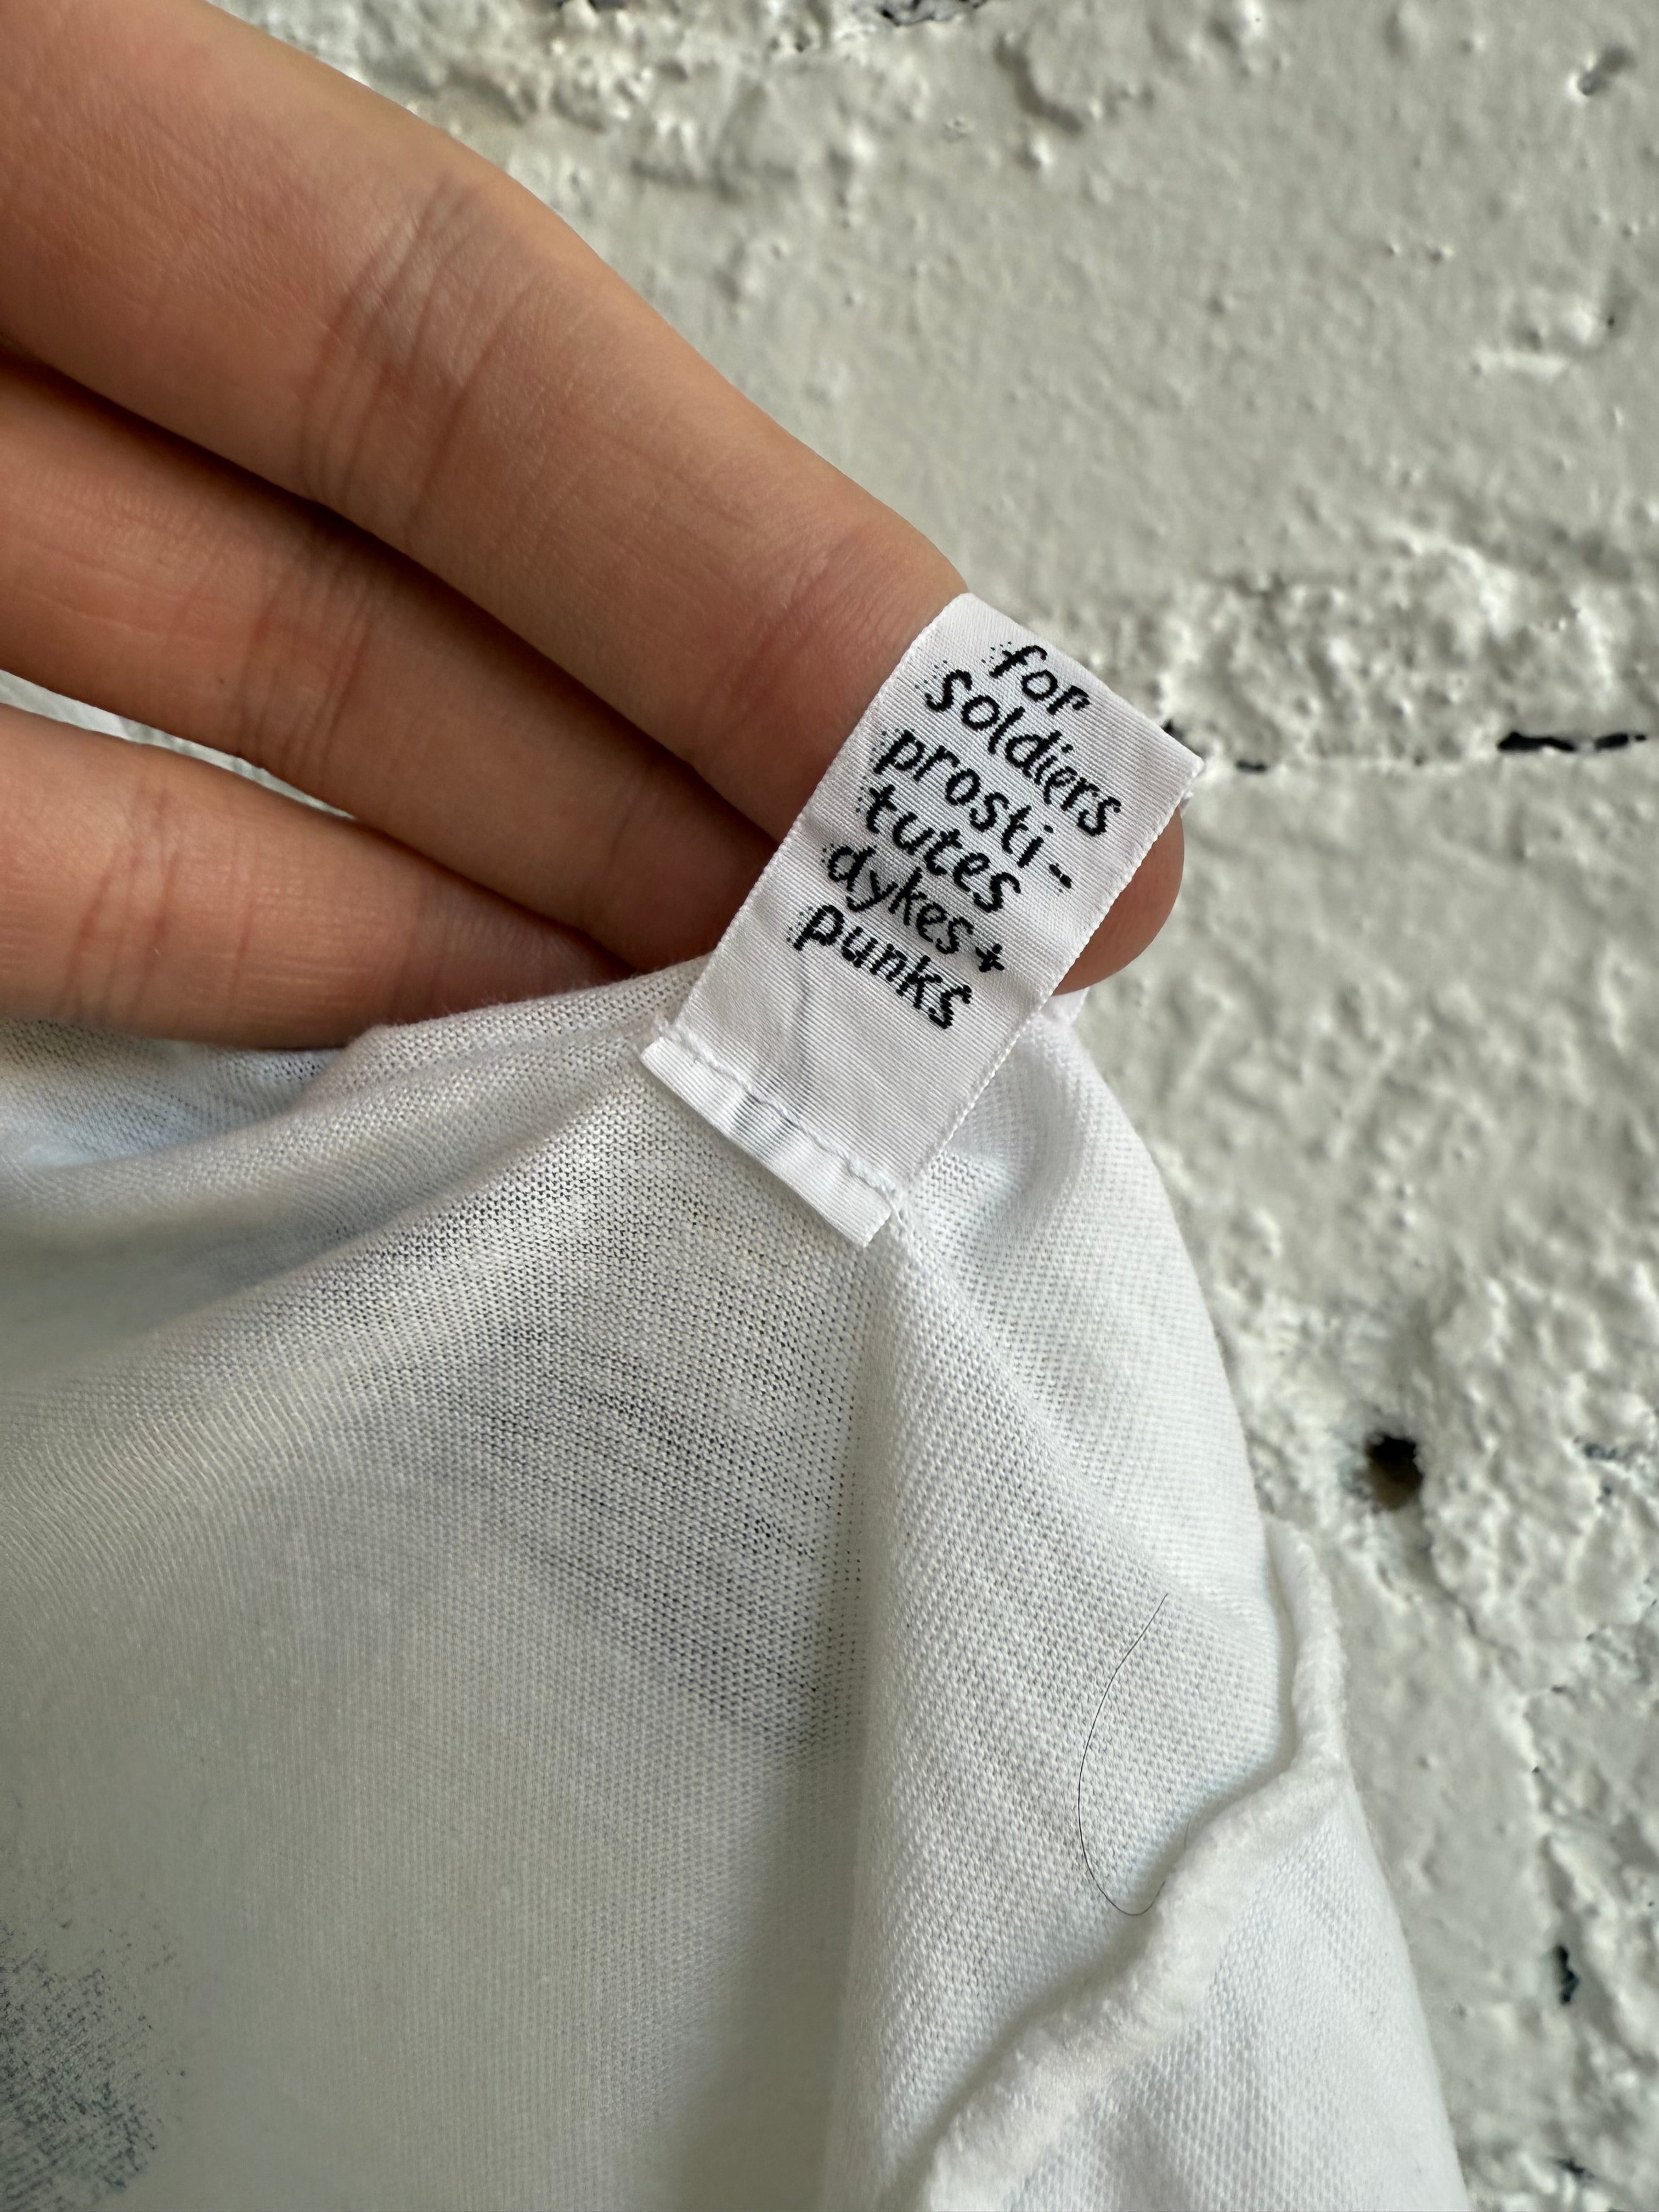 for
soldiers
prosti-
tutes
dykes+
punks